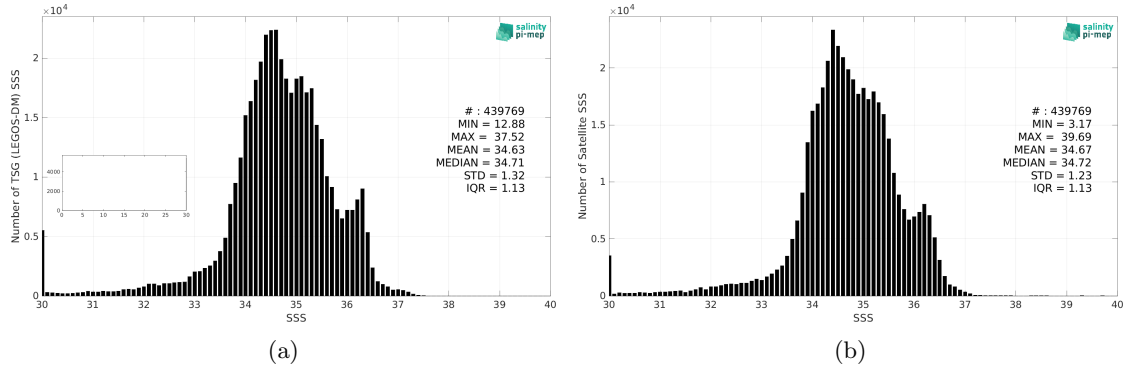 ×10⁴
2
1.5
1
0.5
0
Number of TSG (LEGOS-DM) SSS
salinity
pi-mep
# : 439769
MIN = 12.88
MAX = 37.52
MEAN = 34.63
MEDIAN = 34.71
STD = 1.32
IQR = 1.13
4000
2000
0
0 5 10 15 20 25 30
30 31 32 33 34 35 36 37 38 39 40
SSS
(a)
×10⁴
2
1.5
1
0.5
0
Number of Satellite SSS
salinity
pi-mep
# : 439769
MIN = 3.17
MAX = 39.69
MEAN = 34.67
MEDIAN = 34.72
STD = 1.23
IQR = 1.13
30 31 32 33 34 35 36 37 38 39 40
SSS
(b)